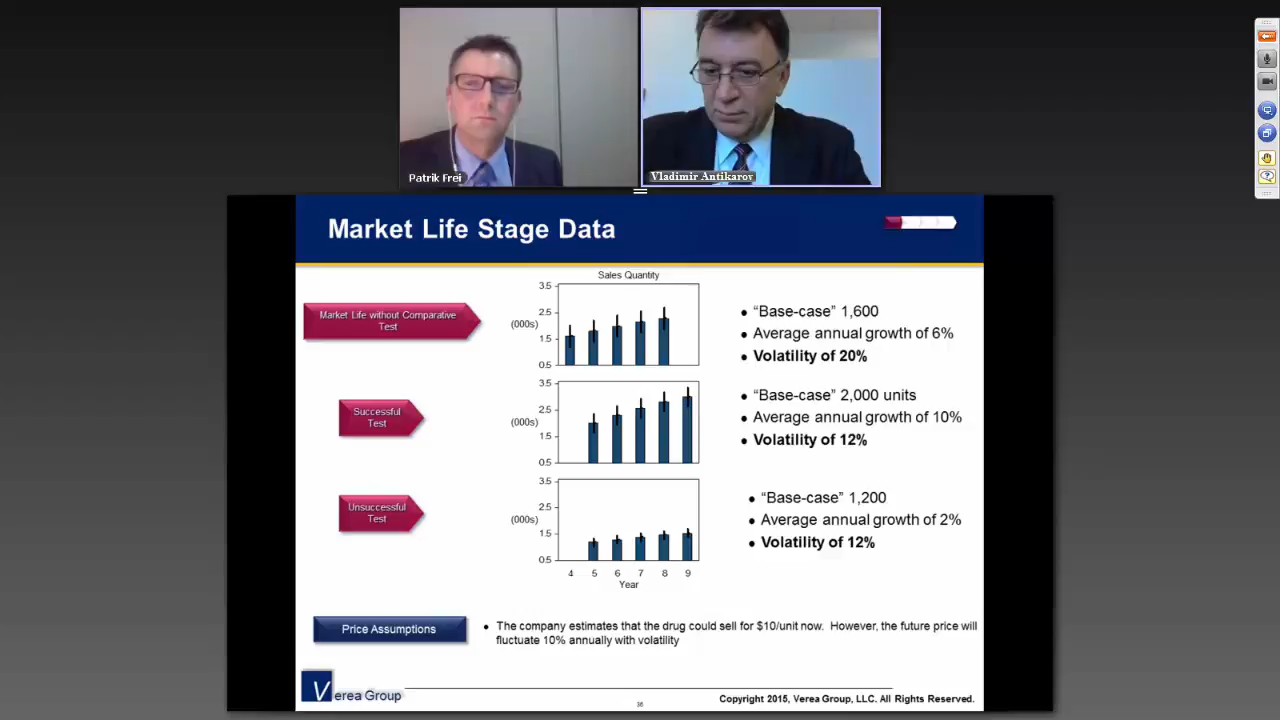 Patrik Frei
Vladimir Antikarov
Market Life Stage Data
Sales Quantity
Market Life without Comparative
Test
3.5
2.5
(000s)
1.5
0.5
• "Base-case" 1,600
• Average annual growth of 6%
• Volatility of 20%
Successful
Test
3.5
2.5
(000s)
1.5
0.5
• "Base-case" 2,000 units
• Average annual growth of 10%
• Volatility of 12%
Unsuccessful
Test
3.5
2.5
(000s)
1.5
0.5
4 5 6 7 8 9
Year
• "Base-case" 1,200
• Average annual growth of 2%
• Volatility of 12%
Price Assumptions
• The company estimates that the drug could sell for $10/unit now. However, the future price will
fluctuate 10% annually with volatility
Verea Group
Copyright 2015, Verea Group, LLC. All Rights Reserved.